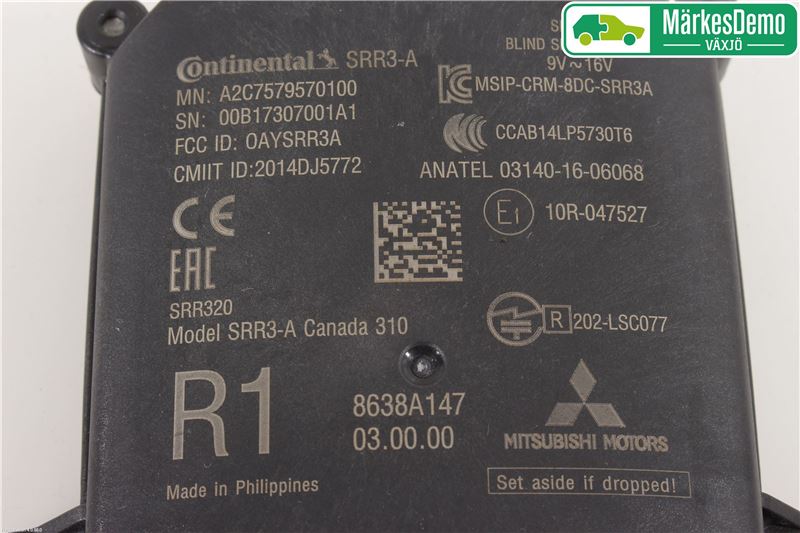 MärkesDemo
VÄXJÖ
Continental SRR3-A
BLIND
9V~16V
MN: A2C7579570100
SN: 00B17307001A1
FCC ID: OAYSRR3A
CMIIT ID:2014DJ5772
MSIP-CRM-8DC-SRR3A
CCAB14LP5730T6
ANATEL 03140-16-06068
CE
E1 10R-047527
EAC
SRR320
Model SRR3-A Canada 310
R 202-LSC077
R1
8638A147
03.00.00
MITSUBISHI MOTORS
Made in Philippines
Set aside if dropped!